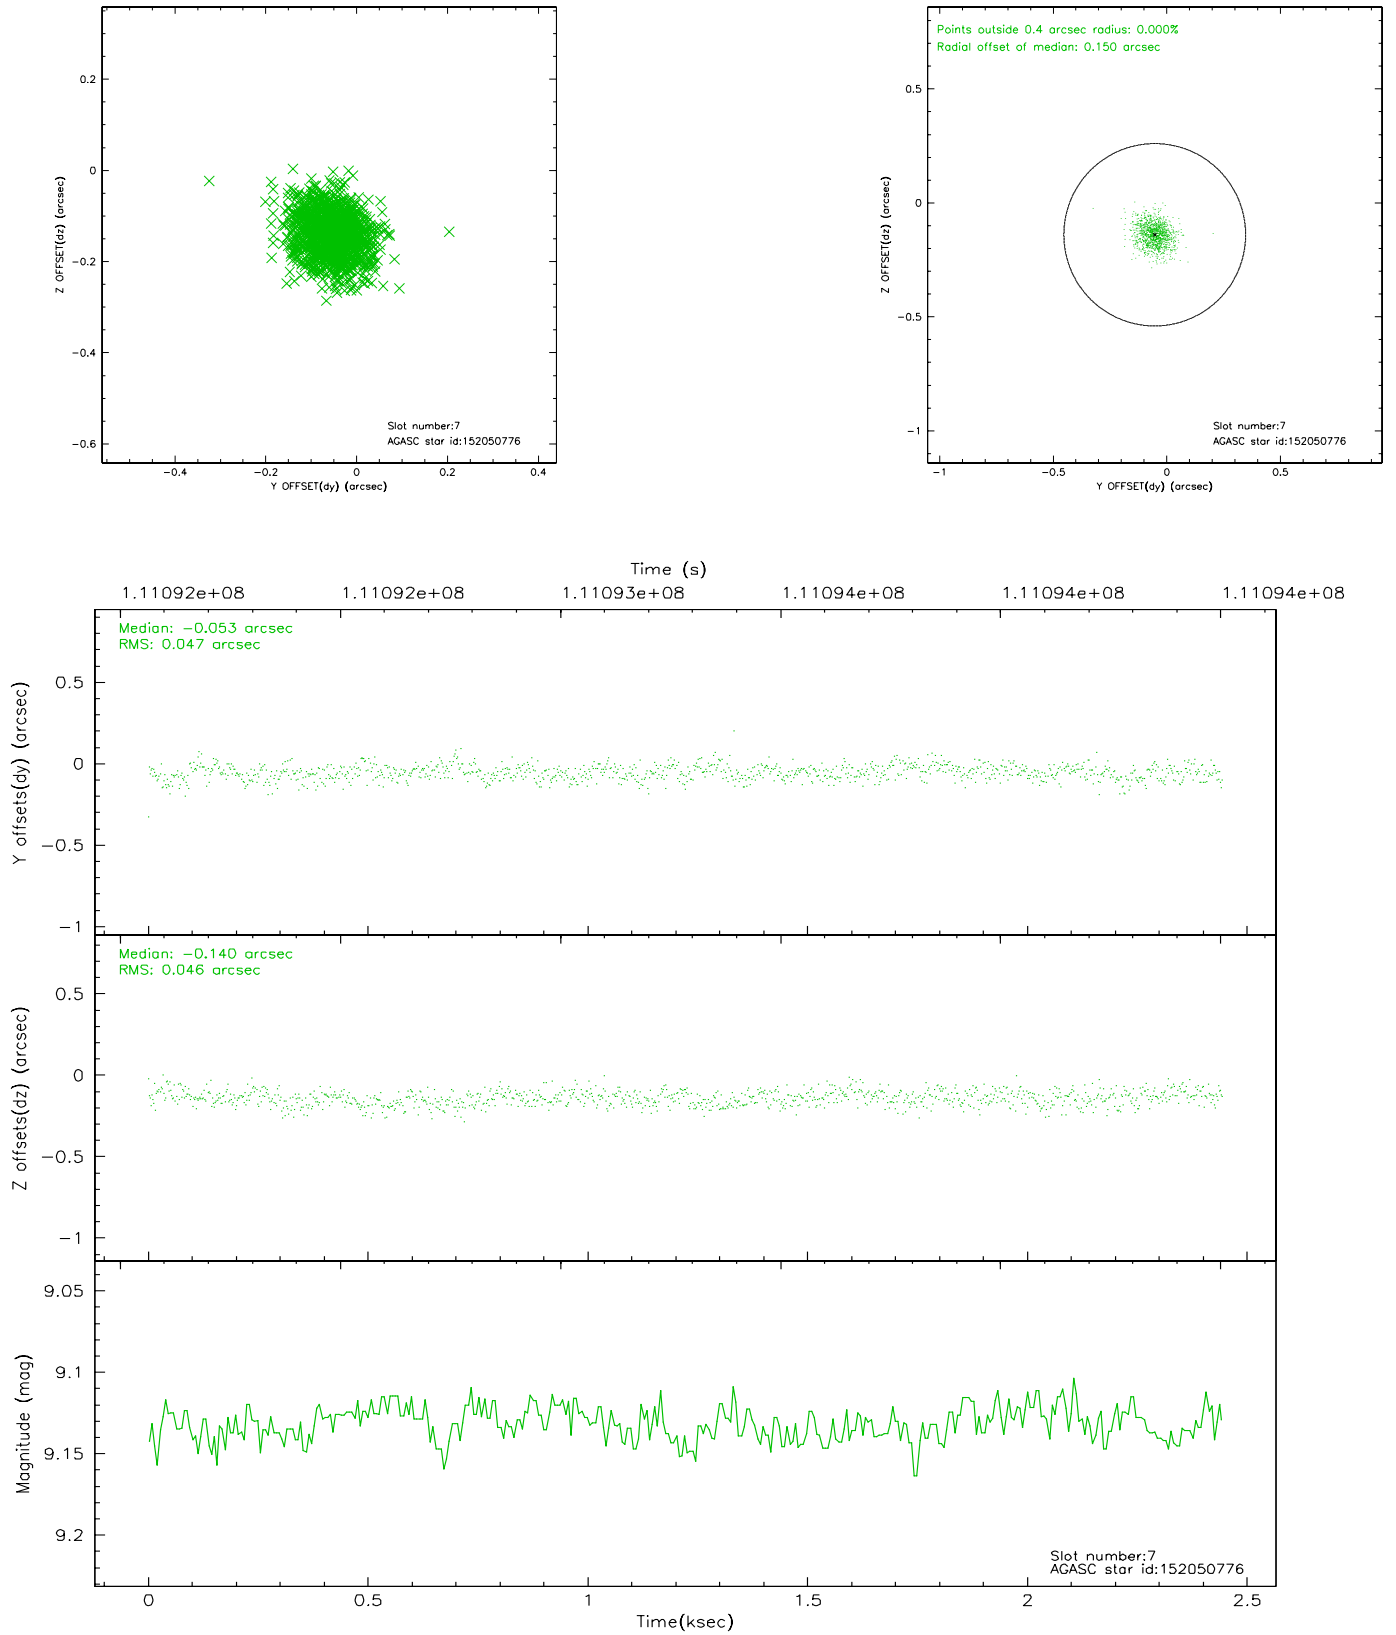 0.2
0
−0.2
−0.4
−0.6
Z OFFSET(dz) (arcsec)
Slot number:7
AGASC star id:152050776
−0.4 −0.2 0 0.2 0.4
Y OFFSET(dy) (arcsec)
Points outside 0.4 arcsec radius: 0.000%
Radial offset of median: 0.150 arcsec
0.5
0
−0.5
−1
Z OFFSET(dz) (arcsec)
Slot number:7
AGASC star id:152050776
−1 −0.5 0 0.5
Y OFFSET(dy) (arcsec)
Time (s)
1.11092e+08 1.11092e+08 1.11093e+08 1.11094e+08 1.11094e+08 1.11094e+08
Median: −0.053 arcsec
RMS: 0.047 arcsec
0.5
0
−0.5
−1
Y offsets(dy) (arcsec)
Median: −0.140 arcsec
RMS: 0.046 arcsec
0.5
0
−0.5
−1
Z offsets(dz) (arcsec)
9.05
9.1
9.15
9.2
Magnitude (mag)
Slot number:7
AGASC star id:152050776
0 0.5 1 1.5 2 2.5
Time(ksec)